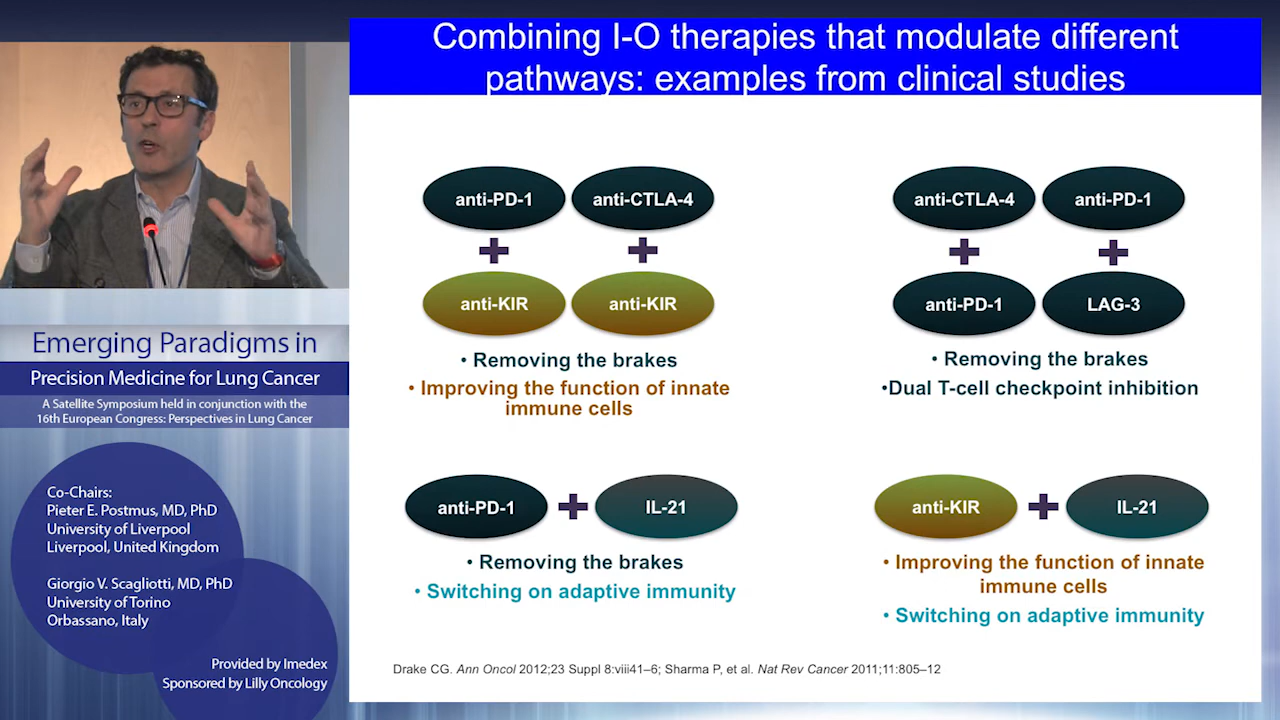 Combining I-O therapies that modulate different
pathways: examples from clinical studies
anti-PD-1
anti-CTLA-4
anti-KIR
anti-KIR
• Removing the brakes
• Improving the function of innate
immune cells
anti-CTLA-4
anti-PD-1
anti-PD-1
LAG-3
• Removing the brakes
•Dual T-cell checkpoint inhibition
anti-PD-1
IL-21
• Removing the brakes
• Switching on adaptive immunity
anti-KIR
IL-21
• Improving the function of innate
immune cells
• Switching on adaptive immunity
Drake CG. Ann Oncol 2012;23 Suppl 8:viii41–6; Sharma P, et al. Nat Rev Cancer 2011;11:805–12
Emerging Paradigms in
Precision Medicine for Lung Cancer
A Satellite Symposium held in conjunction with the
16th European Congress: Perspectives in Lung Cancer
Co-Chairs:
Pieter E. Postmus, MD, PhD
University of Liverpool
Liverpool, United Kingdom
Giorgio V. Scagliotti, MD, PhD
University of Torino
Orbassano, Italy
Provided by Imedex
Sponsored by Lilly Oncology